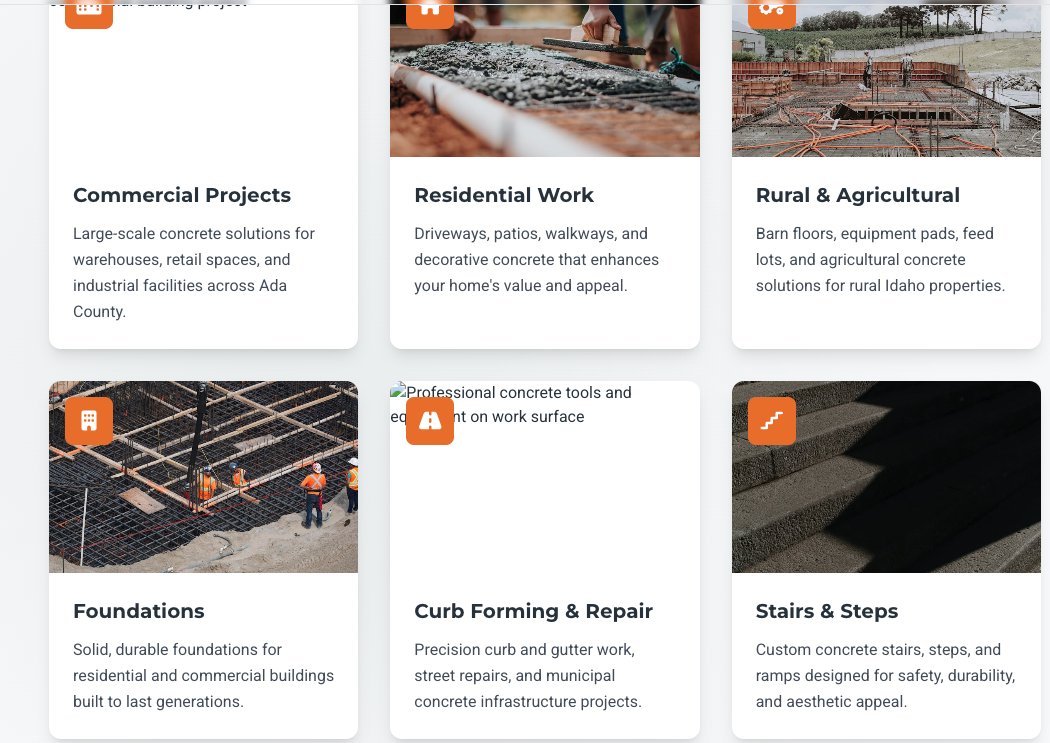 nal building project
Commercial Projects
Large-scale concrete solutions for
warehouses, retail spaces, and
industrial facilities across Ada
County.
Residential Work
Driveways, patios, walkways, and
decorative concrete that enhances
your home's value and appeal.
Rural & Agricultural
Barn floors, equipment pads, feed
lots, and agricultural concrete
solutions for rural Idaho properties.
Foundations
Solid, durable foundations for
residential and commercial buildings
built to last generations.
Professional concrete tools and
eq nt on work surface
Curb Forming & Repair
Precision curb and gutter work,
street repairs, and municipal
concrete infrastructure projects.
Stairs & Steps
Custom concrete stairs, steps, and
ramps designed for safety, durability,
and aesthetic appeal.